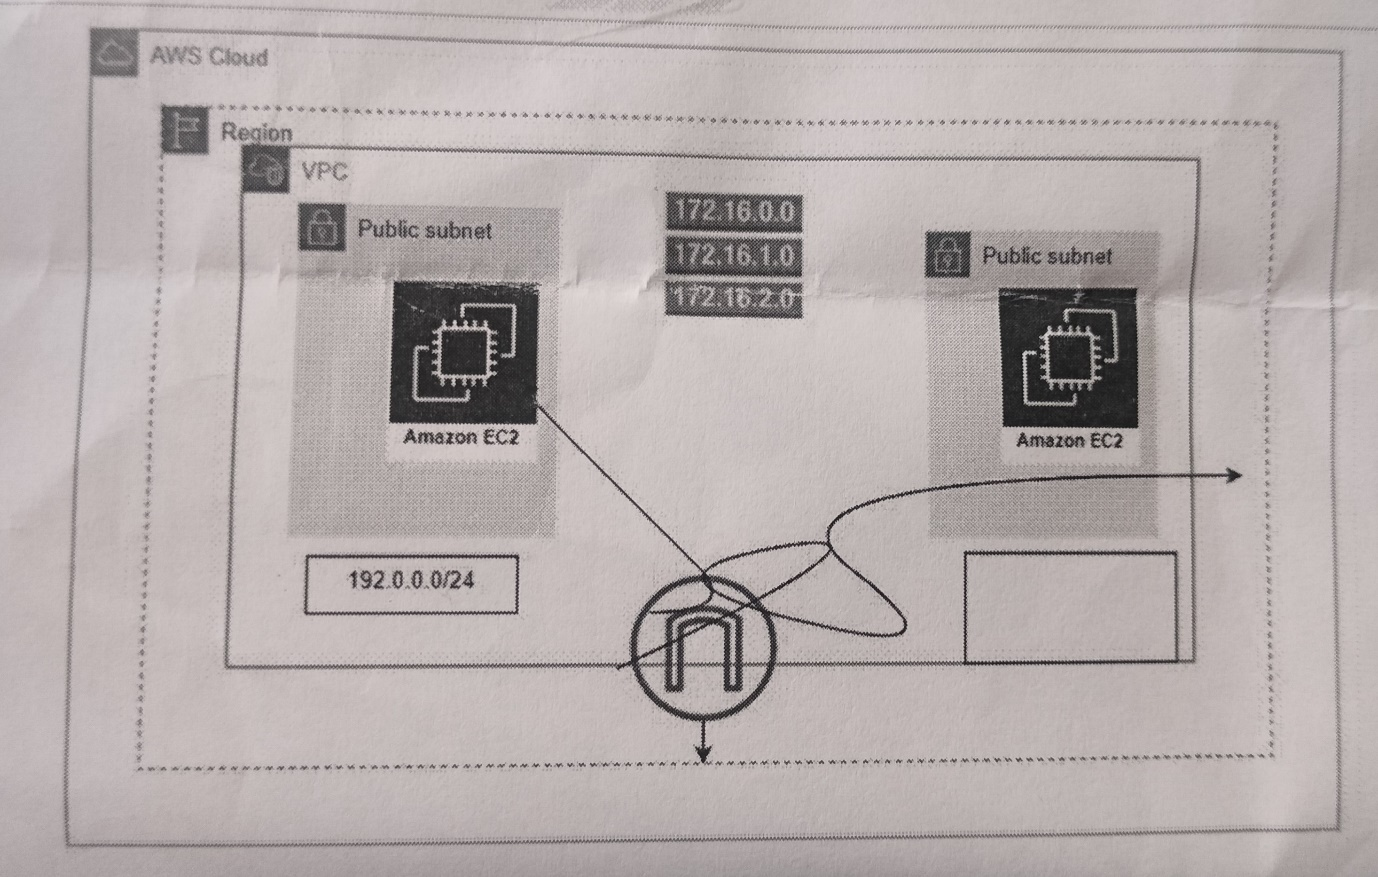 AWS Cloud
Region
VPC
Public subnet
172.16.0.0
172.16.1.0
172.16.2.0
Public subnet
Amazon EC2
Amazon EC2
192.0.0.0/24